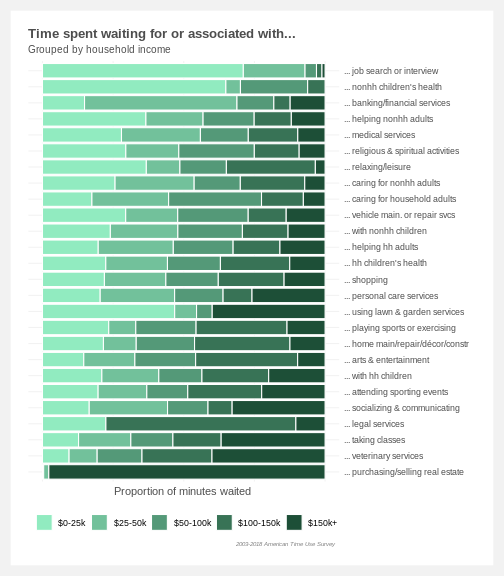 Time spent waiting for or associated with...
Grouped by household income
... job search or interview
... nonhh children's health
... banking/financial services
... helping nonhh adults
... medical services
... religious & spiritual activities
... relaxing/leisure
... caring for nonhh adults
... caring for household adults
... vehicle main. or repair svcs
... with nonhh children
... helping hh adults
... hh children's health
... shopping
... personal care services
... using lawn & garden services
... playing sports or exercising
... home main/repair/décor/constr
... arts & entertainment
... with hh children
... attending sporting events
... socializing & communicating
... legal services
... taking classes
... veterinary services
... purchasing/selling real estate
Proportion of minutes waited
$0-25k $25-50k $50-100k $100-150k $150k+
2003-2018 American Time Use Survey